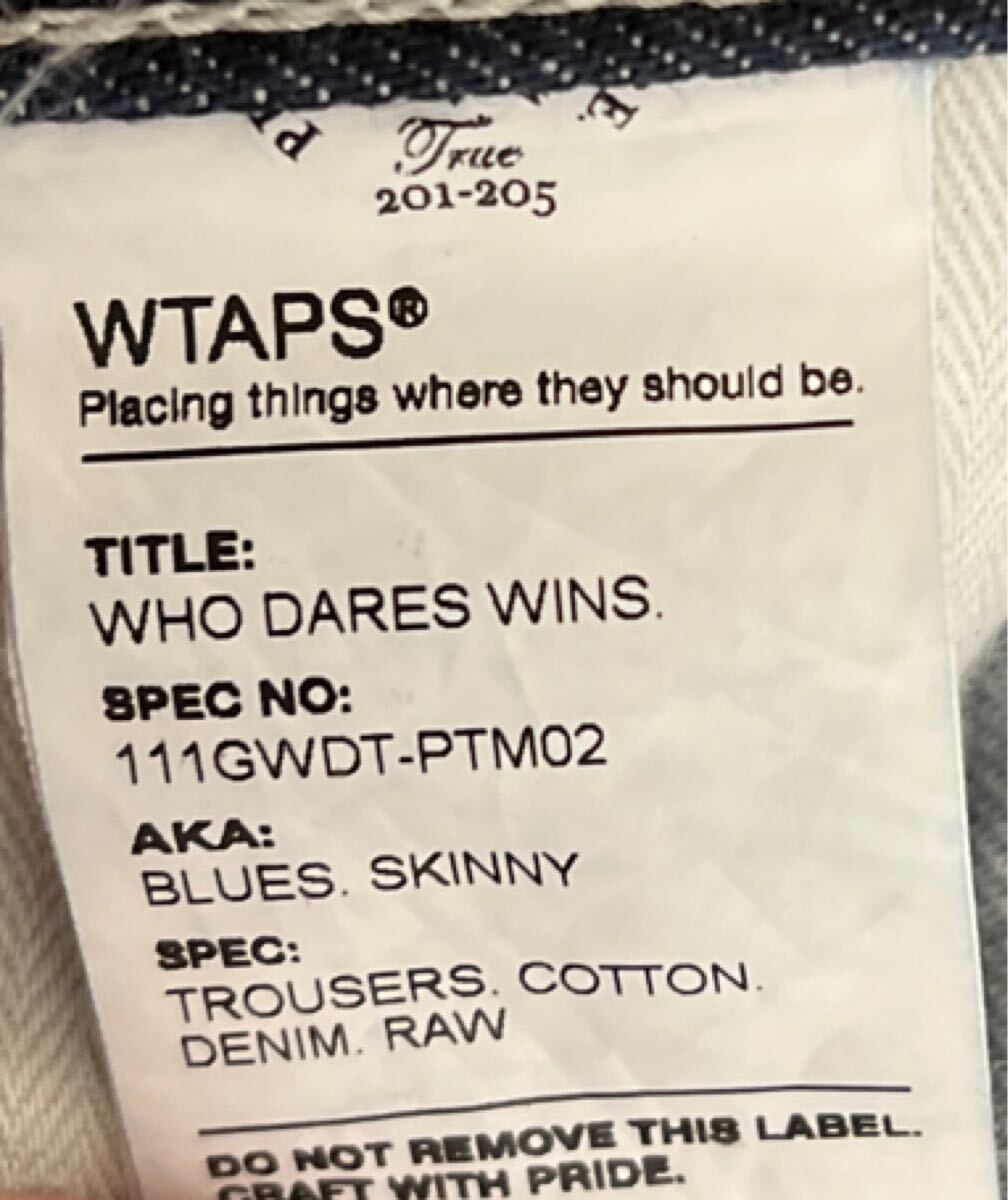 True
201-205
WTAPS®
Placing things where they should be.
TITLE:
WHO DARES WINS.
SPEC NO:
111GWDT-PTM02
AKA:
BLUES. SKINNY
SPEC:
TROUSERS. COTTON.
DENIM. RAW
DO NOT REMOVE THIS LABEL.
CRAFT WITH PRIDE.